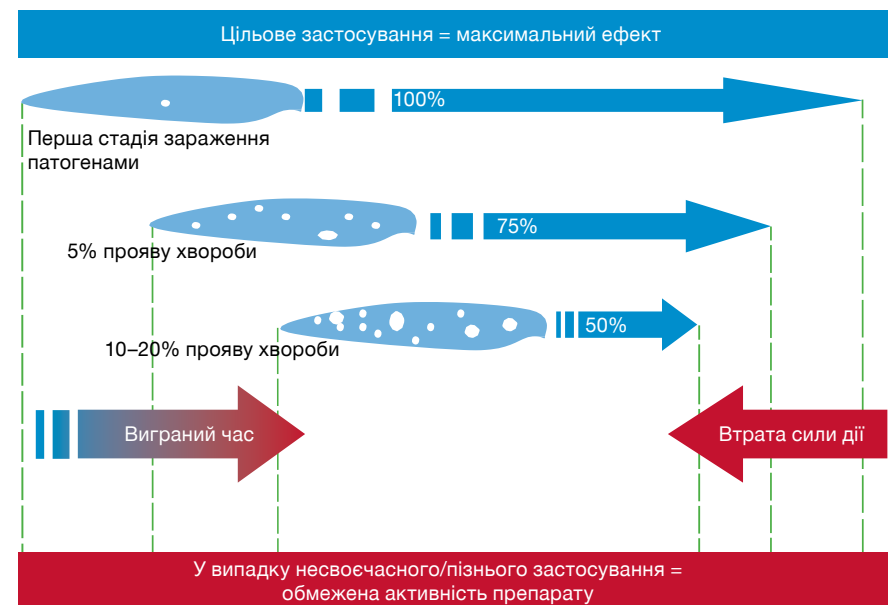 Цільове застосування = максимальний ефект
100%
Перша стадія зараження
патогенами
75%
5% прояву хвороби
50%
10–20% прояву хвороби
Виграний час
Втрата сили дії
У випадку несвоєчасного/пізнього застосування =
обмежена активність препарату